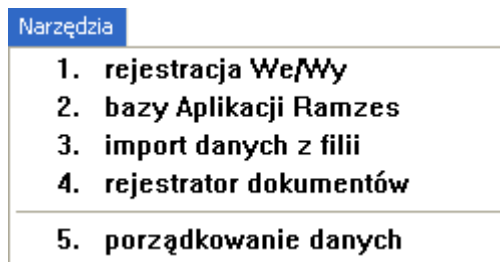 Narzędzia
1. rejestracja We/Wy
2. bazy Aplikacji Ramzes
3. import danych z filii
4. rejestrator dokumentów
5. porządkowanie danych